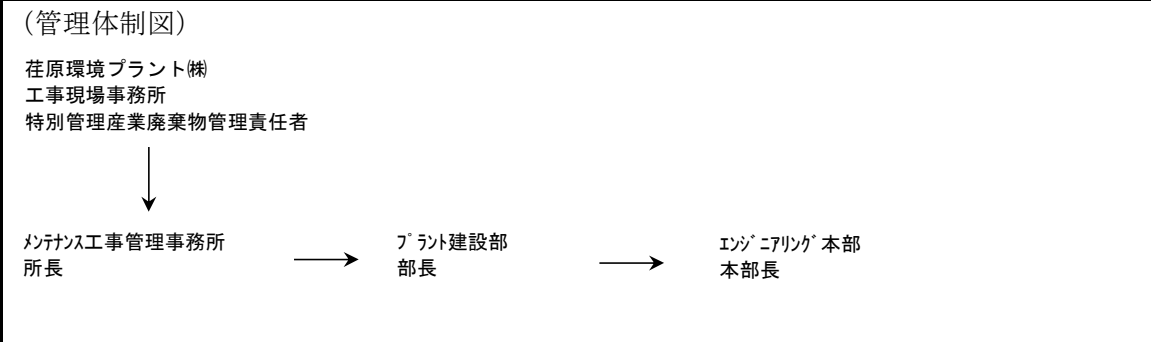 (管理体制図)
荏原環境プラント㈱
工事現場事務所
特別管理産業廃棄物管理責任者
ﾒﾝﾃﾅﾝｽ工事管理事務所
所長
ﾌﾟﾗﾝﾄ建設部
部長
ｴﾝｼﾞﾆｱﾘﾝｸﾞ本部
本部長